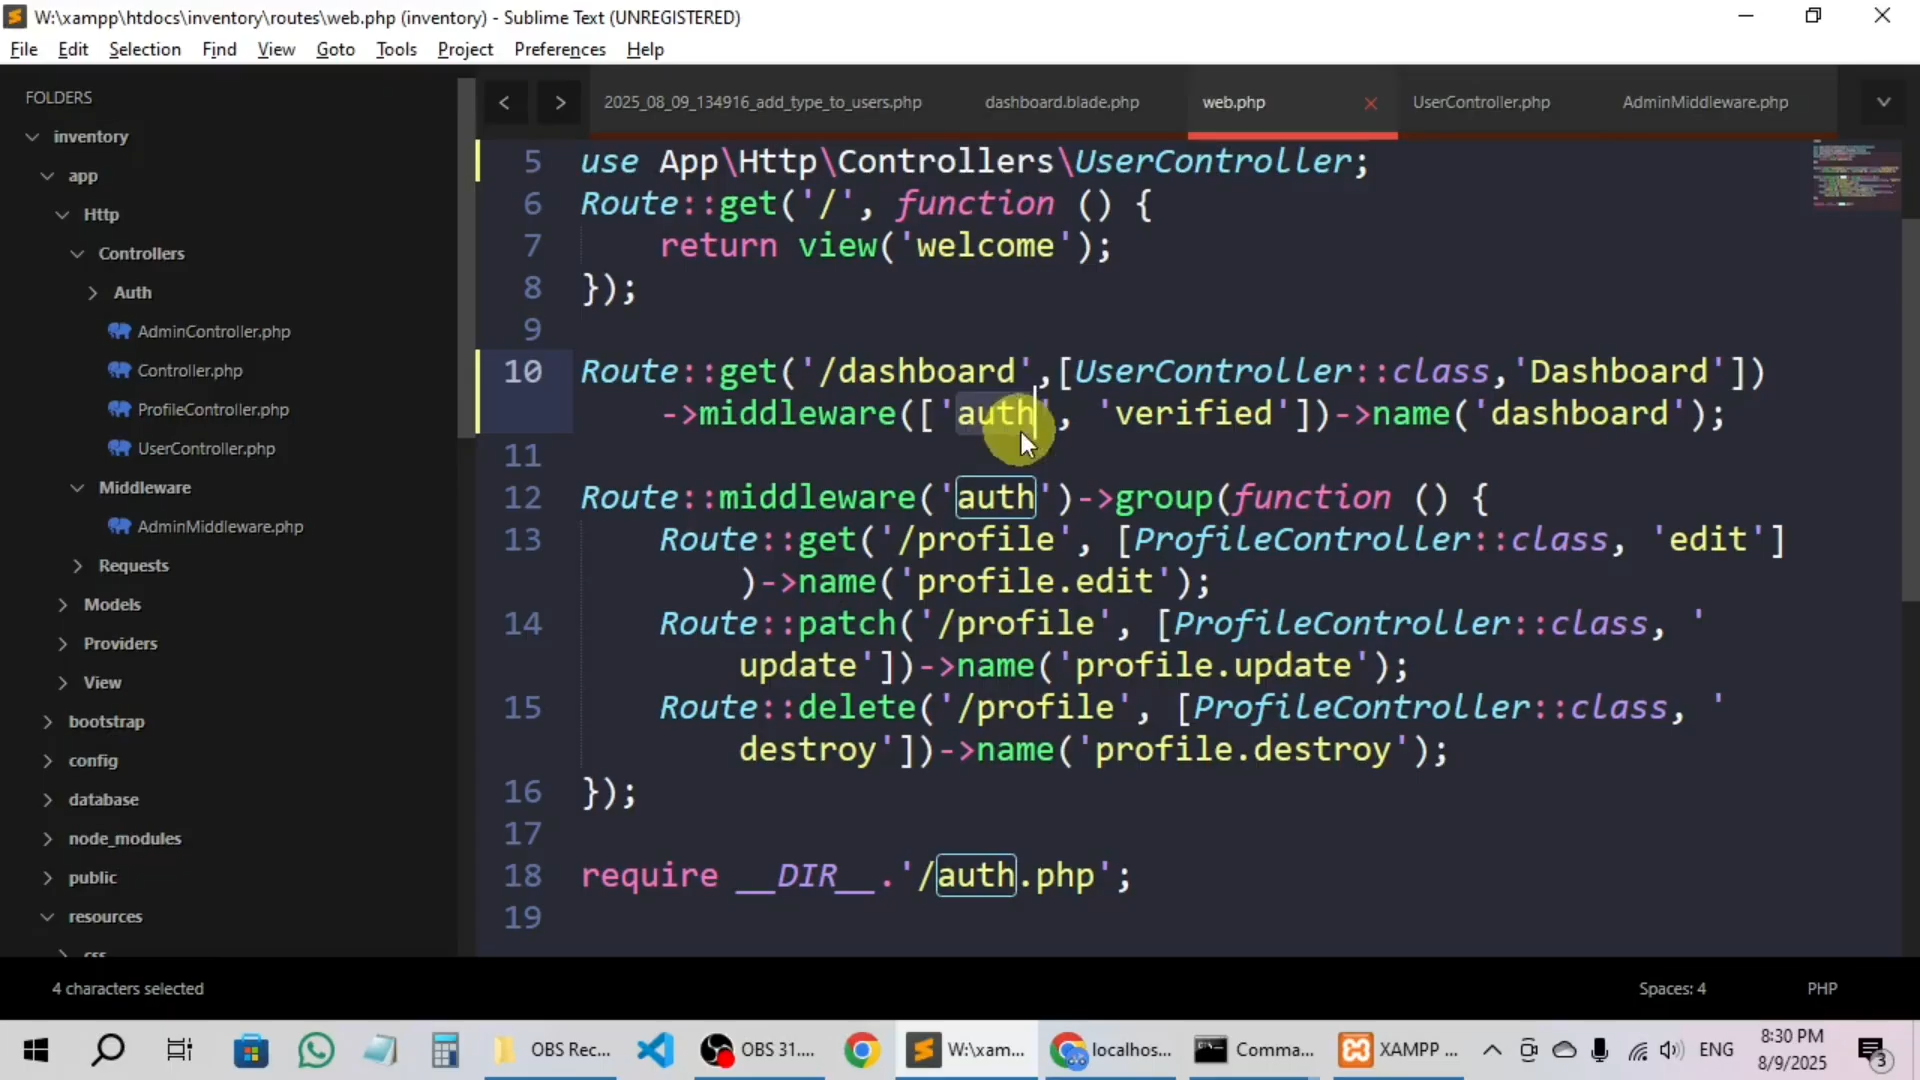 W:\xampp\htdocs\inventory\routes\web.php (inventory) - Sublime Text (UNREGISTERED)
File Edit Selection Find View Goto Tools Project Preferences Help
FOLDERS
inventory
app
Http
Controllers
Auth
AdminController.php
Controller.php
ProfileController.php
UserController.php
Middleware
AdminMiddleware.php
Requests
Models
Providers
View
bootstrap
config
database
node_modules
public
resources
css
2025_08_09_134916_add_type_to_users.php dashboard.blade.php web.php UserController.php AdminMiddleware.php
5 use App\Http\Controllers\UserController;
6 Route::get('/', function () {
7 return view('welcome');
8 });
9
10 Route::get('/dashboard',[UserController::class,'Dashboard'])
->middleware(['auth', 'verified'])->name('dashboard');
11
12 Route::middleware('auth')->group(function () {
13 Route::get('/profile', [ProfileController::class, 'edit']
)->name('profile.edit');
14 Route::patch('/profile', [ProfileController::class, '
update'])->name('profile.update');
15 Route::delete('/profile', [ProfileController::class, '
destroy'])->name('profile.destroy');
16 });
17
18 require __DIR__.'/auth.php';
19
4 characters selected Spaces: 4 PHP
OBS Rec... OBS 31.... W:\xam... localhos... Comma... XAMPP ... ENG 8:30 PM
8/9/2025 3